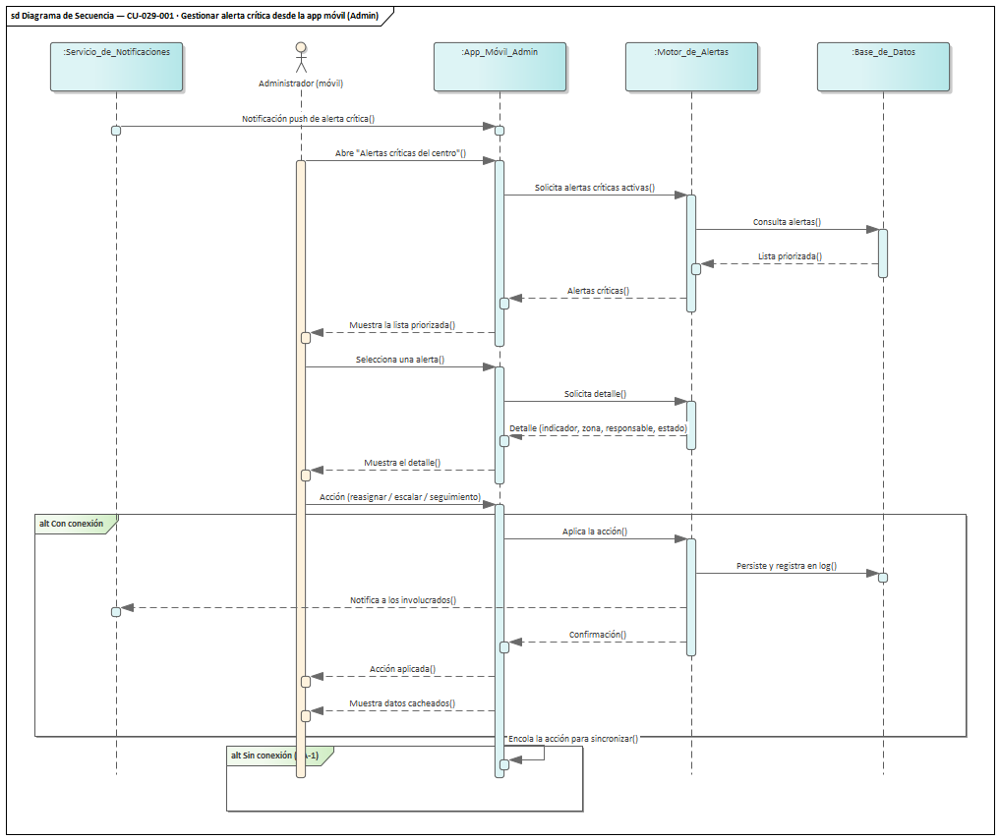 sd Diagrama de Secuencia — CU-029-001 · Gestionar alerta crítica desde la app móvil (Admin)
:Servicio_de_Notificaciones
Administrador (móvil)
:App_Móvil_Admin
:Motor_de_Alertas
:Base_de_Datos
Notificación push de alerta crítica()
Abre "Alertas críticas del centro"()
Solicita alertas críticas activas()
Consulta alertas()
Lista priorizada()
Alertas críticas()
Muestra la lista priorizada()
Selecciona una alerta()
Solicita detalle()
Detalle (indicador, zona, responsable, estado)
Muestra el detalle()
Acción (reasignar / escalar / seguimiento)
alt Con conexión
Aplica la acción()
Persiste y registra en log()
Notifica a los involucrados()
Confirmación()
Acción aplicada()
Muestra datos cacheados()
Encola la acción para sincronizar()
alt Sin conexión (
-1)